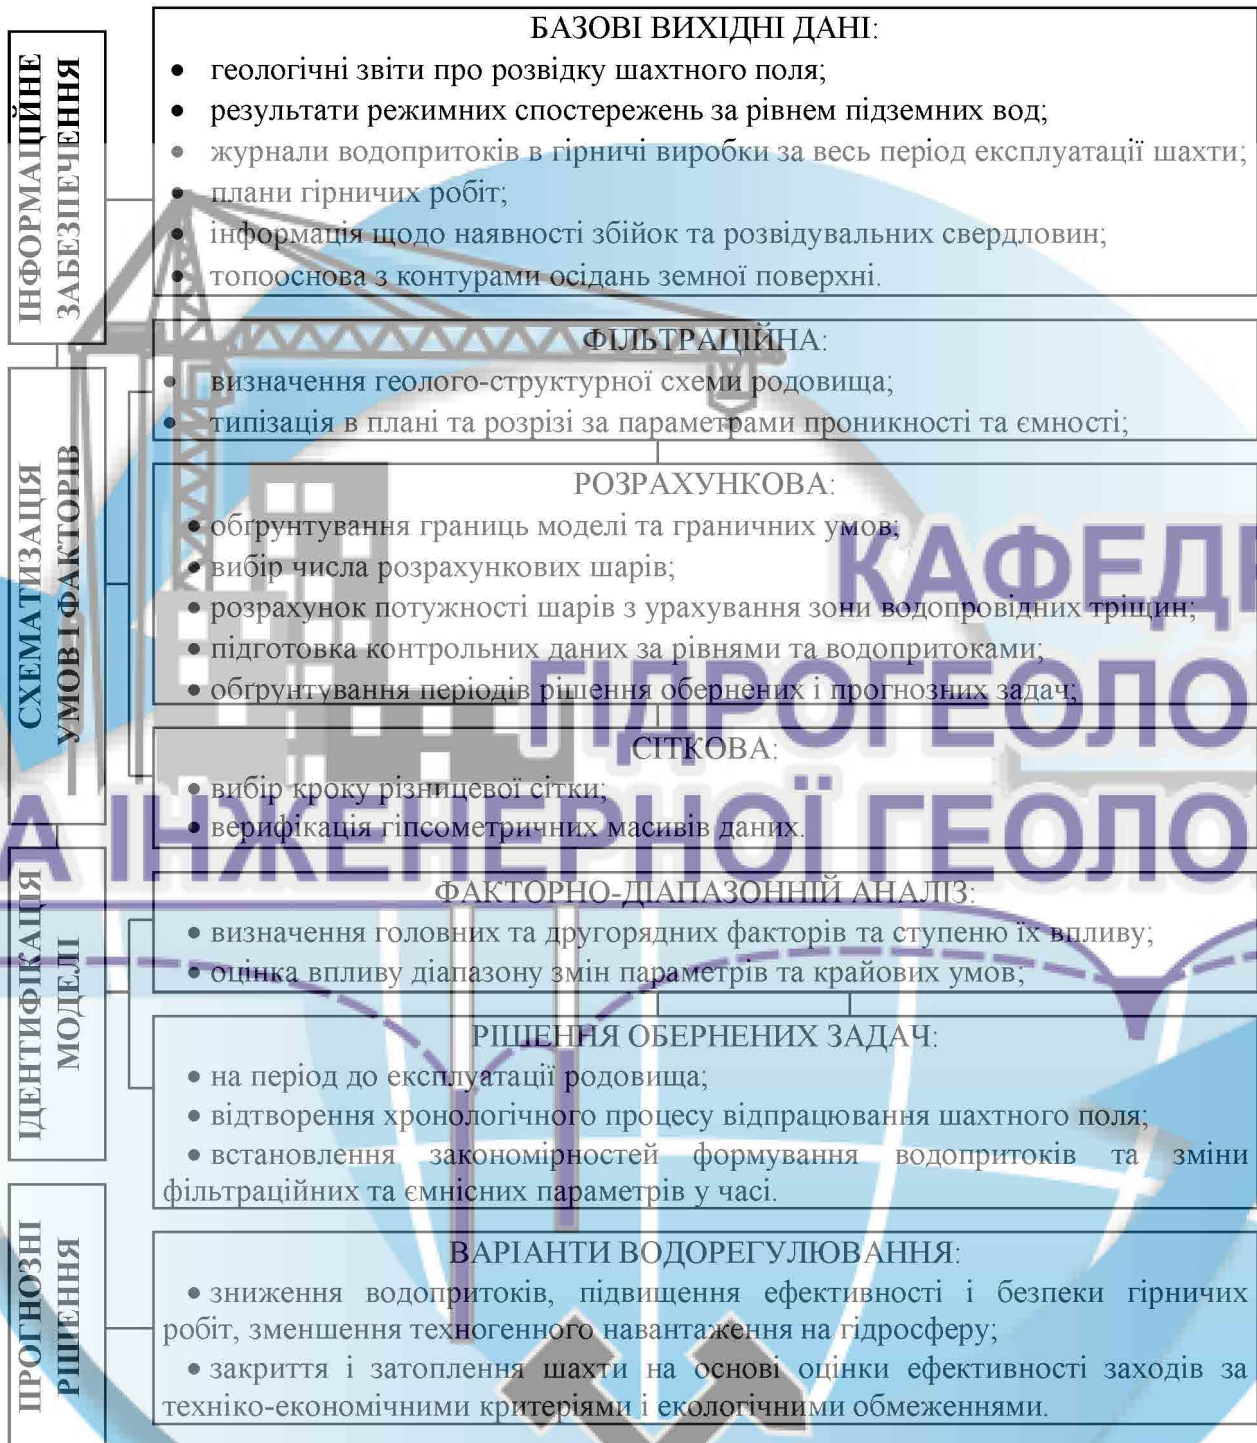 ІНФОРМАЦІЙНЕ
ЗАБЕЗПЕЧЕННЯ
БАЗОВІ ВИХІДНІ ДАНІ:
• геологічні звіти про розвідку шахтного поля;
• результати режимних спостережень за рівнем підземних вод;
• журнали водопритоків в гірничі виробки за весь період експлуатації шахти;
• плани гірничих робіт;
• інформація щодо наявності збійок та розвідувальних свердловин;
• топооснова з контурами осідань земної поверхні.
СХЕМАТИЗАЦІЯ
УМОВ І ФАКТОРІВ
ФІЛЬТРАЦІЙНА:
• визначення геолого-структурної схеми родовища;
• типізація в плані та розрізі за параметрами проникності та ємності;
РОЗРАХУНКОВА:
• обґрунтування границь моделі та граничних умов;
• вибір числа розрахункових шарів;
• розрахунок потужності шарів з урахування зони водопровідних тріщин;
• підготовка контрольних даних за рівнями та водопритоками;
• обґрунтування періодів рішення обернених і прогнозних задач;
СІТКОВА:
• вибір кроку різницевої сітки;
• верифікація гіпсометричних масивів даних.
КАФЕДР
ГІДРОГЕОЛО
А ІНЖЕНЕРНОЇ ГЕОЛО
ІДЕНТИФІКАЦІЯ
МОДЕЛІ
ФАКТОРНО-ДІАПАЗОННІЙ АНАЛІЗ:
• визначення головних та другорядних факторів та ступеню їх впливу;
• оцінка впливу діапазону змін параметрів та крайових умов;
РІШЕННЯ ОБЕРНЕНИХ ЗАДАЧ:
• на період до експлуатації родовища;
• відтворення хронологічного процесу відпрацювання шахтного поля;
• встановлення закономірностей формування водопритоків та зміни
фільтраційних та ємнісних параметрів у часі.
ПРОГНОЗНІ
РІШЕННЯ
ВАРІАНТИ ВОДОРЕГУЛЮВАННЯ:
• зниження водопритоків, підвищення ефективності і безпеки гірничих
робіт, зменшення техногенного навантаження на гідросферу;
• закриття і затоплення шахти на основі оцінки ефективності заходів за
техніко-економічними критеріями і екологічними обмеженнями.